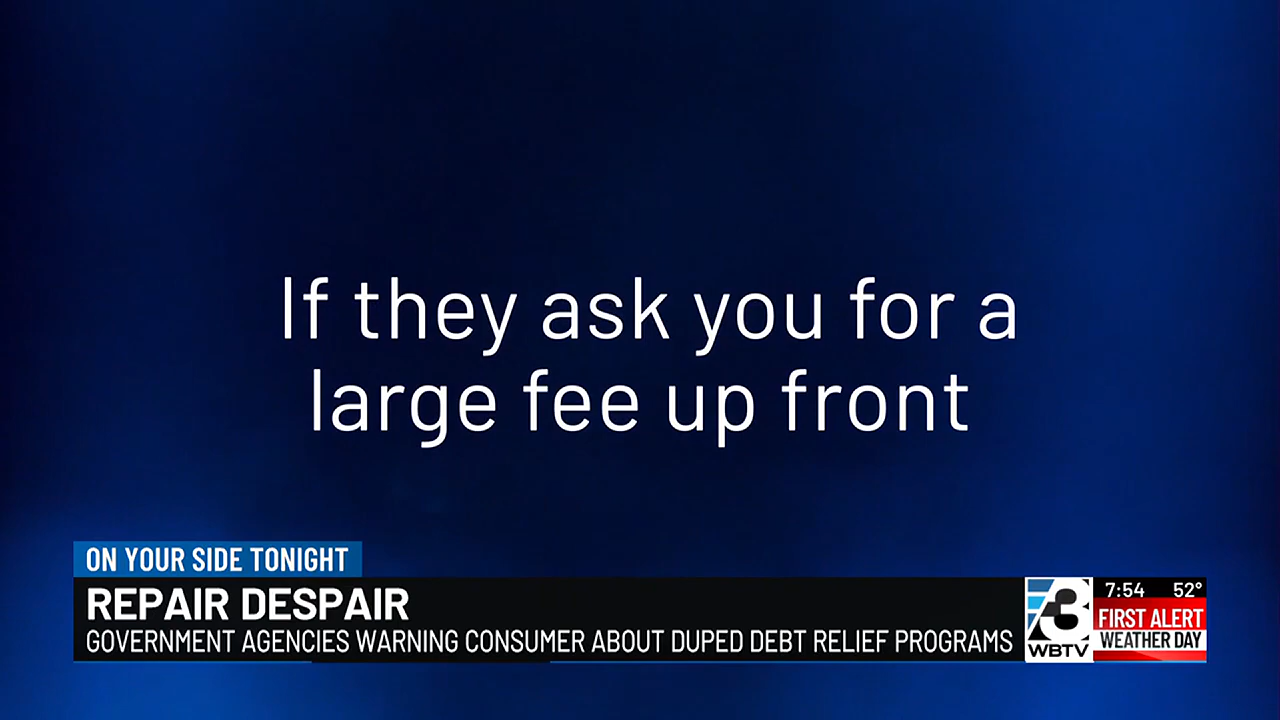 If they ask you for a
large fee up front
ON YOUR SIDE TONIGHT
REPAIR DESPAIR
GOVERNMENT AGENCIES WARNING CONSUMER ABOUT DUPED DEBT RELIEF PROGRAMS
3
WBTV
7:54 52°
FIRST ALERT
WEATHER DAY